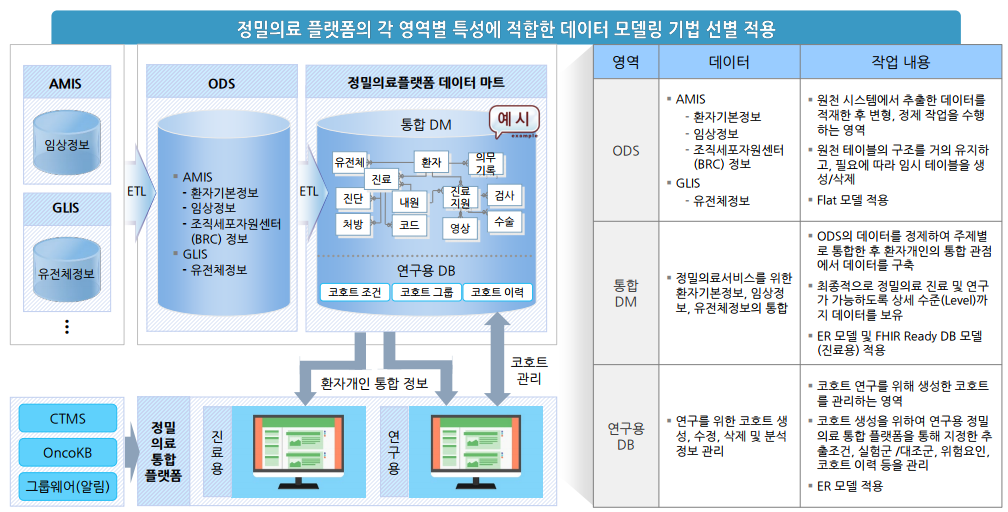 정밀의료 플랫폼의 각 영역별 특성에 적합한 데이터 모델링 기법 선별 적용
AMIS
임상정보
GLIS
유전체정보
⋮
ETL
ODS
▪ AMIS
- 환자기본정보
- 임상정보
- 조직세포자원센터
(BRC) 정보
▪ GLIS
- 유전체정보
ETL
정밀의료플랫폼 데이터 마트
통합 DM
예시
example
유전체
환자
의무
기록
진료
진단
내원
진료
지원
검사
처방
코드
영상
수술
연구용 DB
코호트 조건
코호트 그룹
코호트 이력
환자개인 통합 정보
코호트
관리
CTMS
OncoKB
그룹웨어(알림)
정밀
의료
통합
플랫폼
진료용
연구용
영역
데이터
작업 내용
ODS
▪ AMIS
- 환자기본정보
- 임상정보
- 조직세포자원센터
(BRC) 정보
▪ GLIS
- 유전체정보
▪ 원천 시스템에서 추출한 데이터를
적재한 후 변형, 정제 작업을 수행
하는 영역
▪ 원천 테이블의 구조를 거의 유지하
고, 필요에 따라 임시 테이블을 생
성/삭제
▪ Flat 모델 적용
통합
DM
▪ 정밀의료서비스를 위한
환자기본정보, 임상정
보, 유전체정보의 통합
▪ ODS의 데이터를 정제하여 주제별
로 통합한 후 환자개인의 통합 관점
에서 데이터를 구축
▪ 최종적으로 정밀의료 진료 및 연구
가 가능하도록 상세 수준(Level)까
지 데이터를 보유
▪ ER 모델 및 FHIR Ready DB 모델
(진료용) 적용
연구용
DB
▪ 연구를 위한 코호트 생
성, 수정, 삭제 및 분석
정보 관리
▪ 코호트 연구를 위해 생성한 코호트
를 관리하는 영역
▪ 코호트 생성을 위하여 연구용 정밀
의료 통합 플랫폼을 통해 지정한 추
출조건, 실험군 /대조군, 위험요인,
코호트 이력 등을 관리
▪ ER 모델 적용